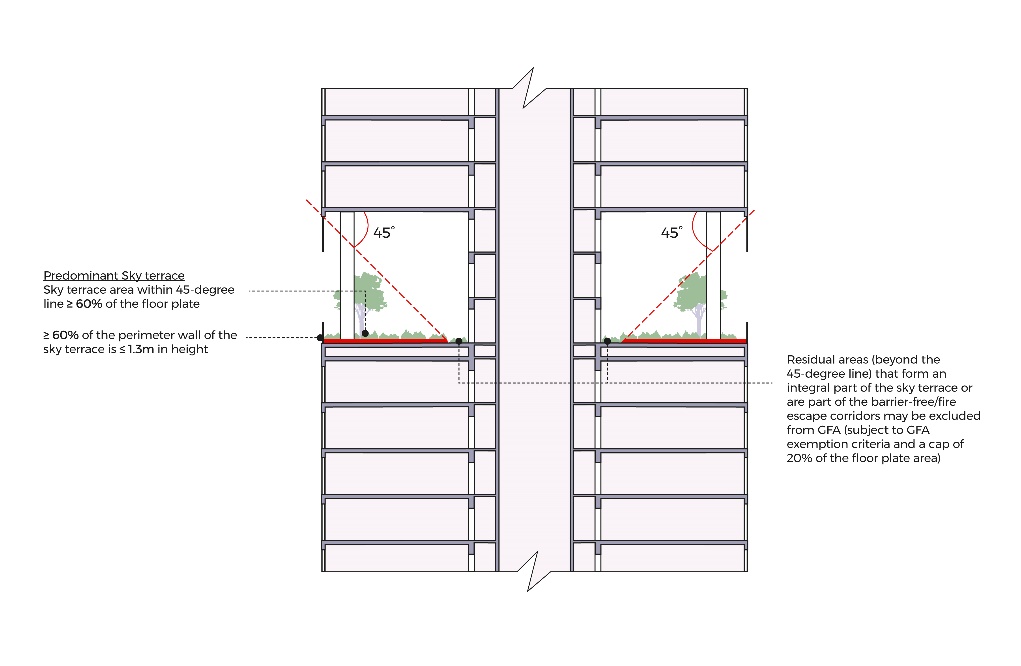 45°
45°
Predominant Sky terrace
Sky terrace area within 45-degree
line ≥ 60% of the floor plate
≥ 60% of the perimeter wall of the
sky terrace is ≤ 1.3m in height
Residual areas (beyond the
45-degree line) that form an
integral part of the sky terrace or
are part of the barrier-free/fire
escape corridors may be excluded
from GFA (subject to GFA
exemption criteria and a cap of
20% of the floor plate area)